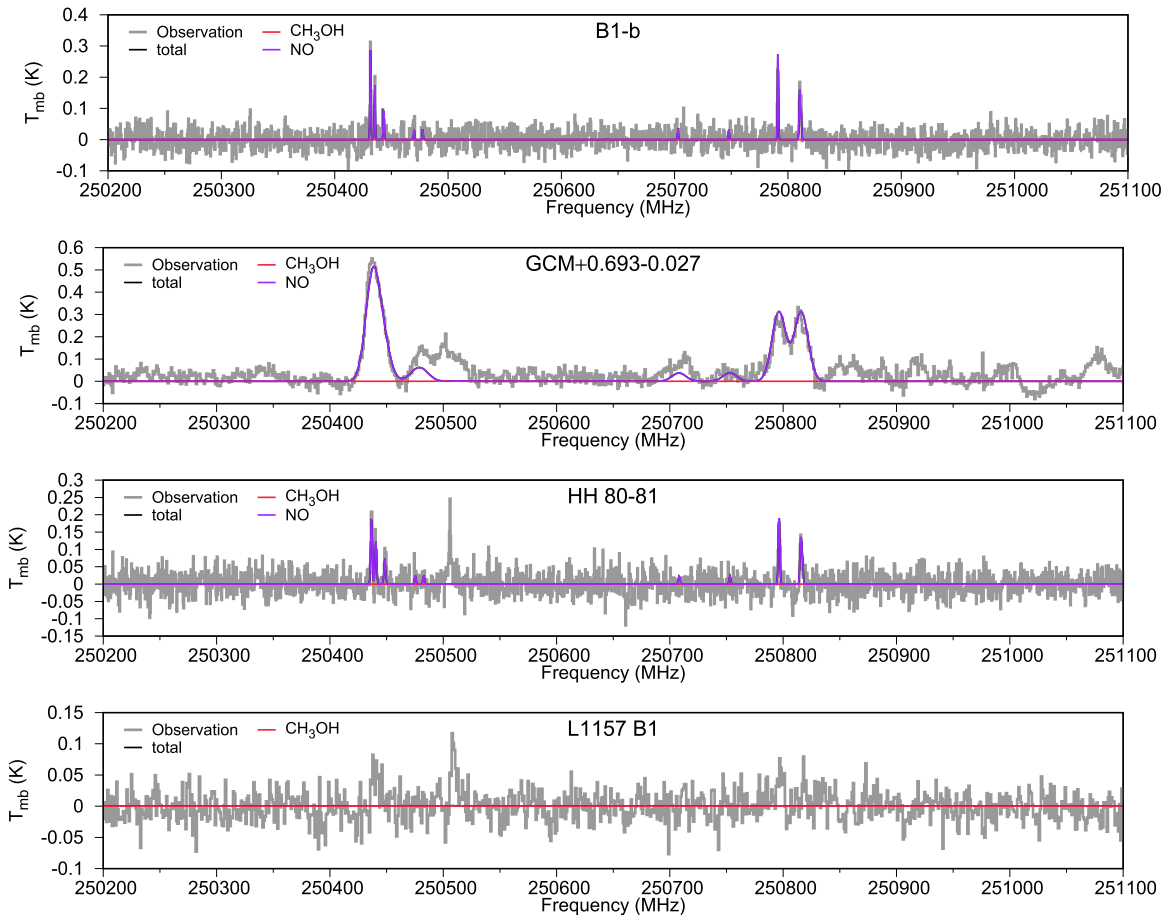 B1-b
Observation CH3OH
total NO
Tmb (K)
0.4
0.3
0.2
0.1
0
-0.1
250200 250300 250400 250500 250600 250700 250800 250900 251000 251100
Frequency (MHz)
GCM+0.693-0.027
Observation CH3OH
total NO
Tmb (K)
0.6
0.5
0.4
0.3
0.2
0.1
0
-0.1
250200 250300 250400 250500 250600 250700 250800 250900 251000 251100
Frequency (MHz)
HH 80-81
Observation CH3OH
total NO
Tmb (K)
0.3
0.25
0.2
0.15
0.1
0.05
0
-0.05
-0.1
-0.15
250200 250300 250400 250500 250600 250700 250800 250900 251000 251100
Frequency (MHz)
L1157 B1
Observation CH3OH
total
Tmb (K)
0.15
0.1
0.05
0
-0.05
-0.1
250200 250300 250400 250500 250600 250700 250800 250900 251000 251100
Frequency (MHz)